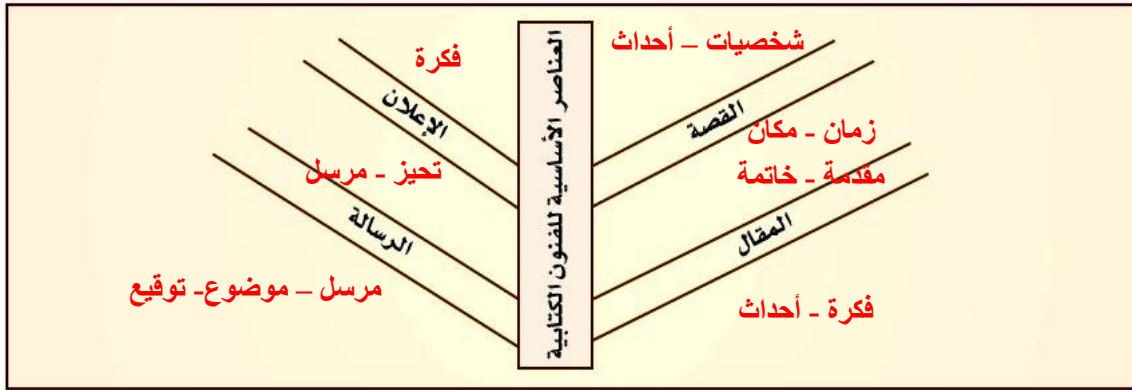 العناصر الأساسية للفنون الكتابية
شخصيات – أحداث
القصة
زمان - مكان
مقدمة - خاتمة
المقال
فكرة - أحداث
فكرة
الإعلان
تحيز - مرسل
الرسالة
مرسل – موضوع- توقيع